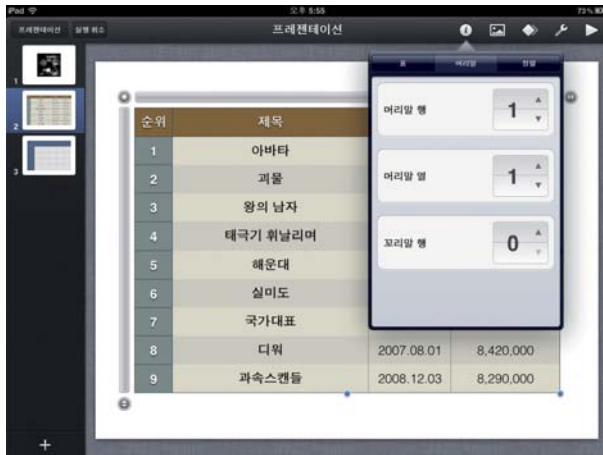 iPad 오후 5:55 73%
프레젠테이션 실행 취소 프레젠테이션
표 머리말 정렬
머리말 행 1
머리말 열 1
꼬리말 행 0
1
2
3
순위 제목
1 아바타
2 괴물
3 왕의 남자
4 태극기 휘날리며
5 해운대
6 실미도
7 국가대표
8 디워 2007.08.01 8,420,000
9 과속스캔들 2008.12.03 8,290,000